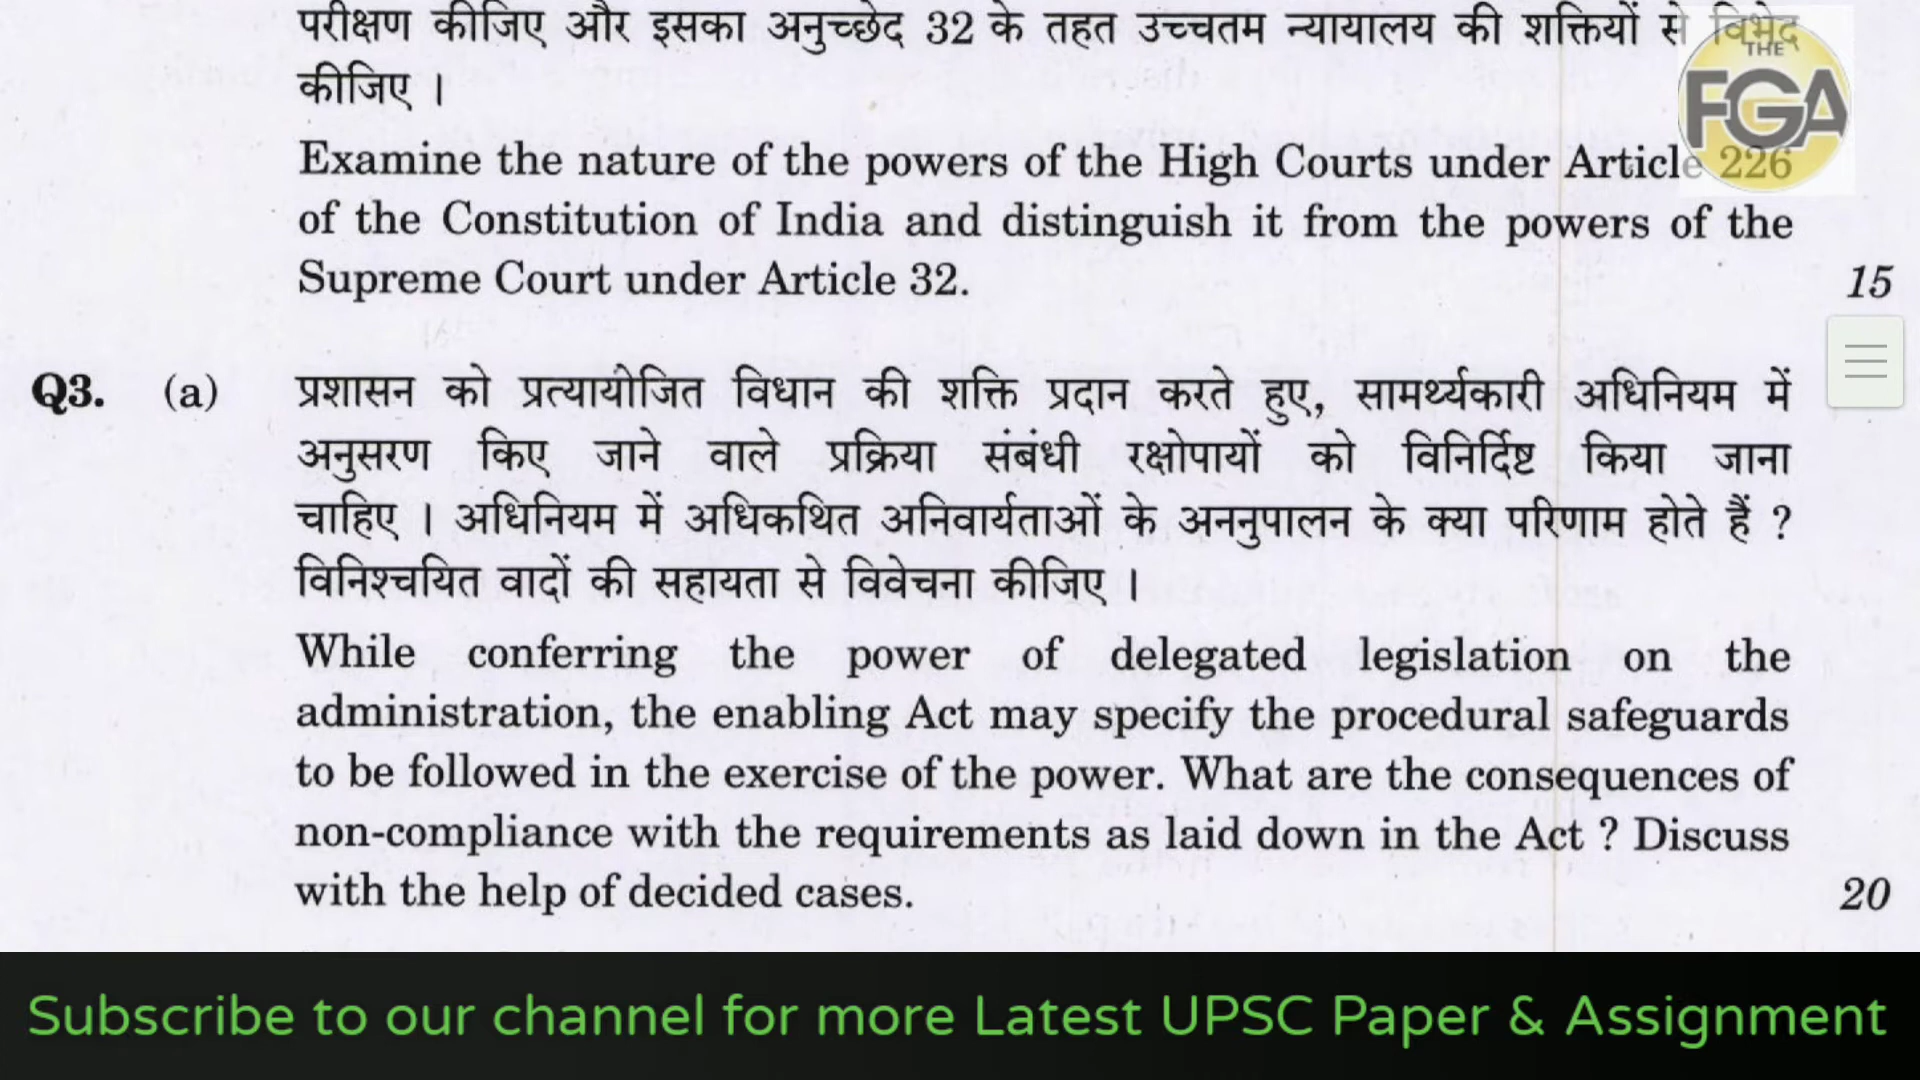 परीक्षण कीजिए और इसका अनुच्छेद 32 के तहत उच्चतम न्यायालय की शक्तियों से विभेद
कीजिए ।
THE
FGA
Examine the nature of the powers of the High Courts under Article 226
of the Constitution of India and distinguish it from the powers of the
Supreme Court under Article 32.
15
Q3. (a) प्रशासन को प्रत्यायोजित विधान की शक्ति प्रदान करते हुए, सामर्थ्यकारी अधिनियम में
अनुसरण किए जाने वाले प्रक्रिया संबंधी रक्षोपायों को विनिर्दिष्ट किया जाना
चाहिए । अधिनियम में अधिकथित अनिवार्यताओं के अननुपालन के क्या परिणाम होते हैं ?
विनिश्चयित वादों की सहायता से विवेचना कीजिए ।
While conferring the power of delegated legislation on the
administration, the enabling Act may specify the procedural safeguards
to be followed in the exercise of the power. What are the consequences of
non-compliance with the requirements as laid down in the Act ? Discuss
with the help of decided cases.
20
Subscribe to our channel for more Latest UPSC Paper & Assignment